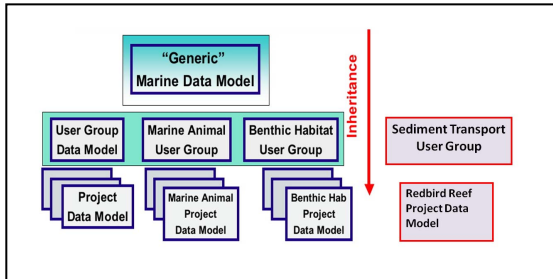 “Generic”
Marine Data Model
Inheritance
User Group
Data Model
Marine Animal
User Group
Benthic Habitat
User Group
Sediment Transport
User Group
Project
Data Model
Marine Animal
Project
Data Model
Benthic Hab
Project
Data Model
Redbird Reef
Project Data
Model